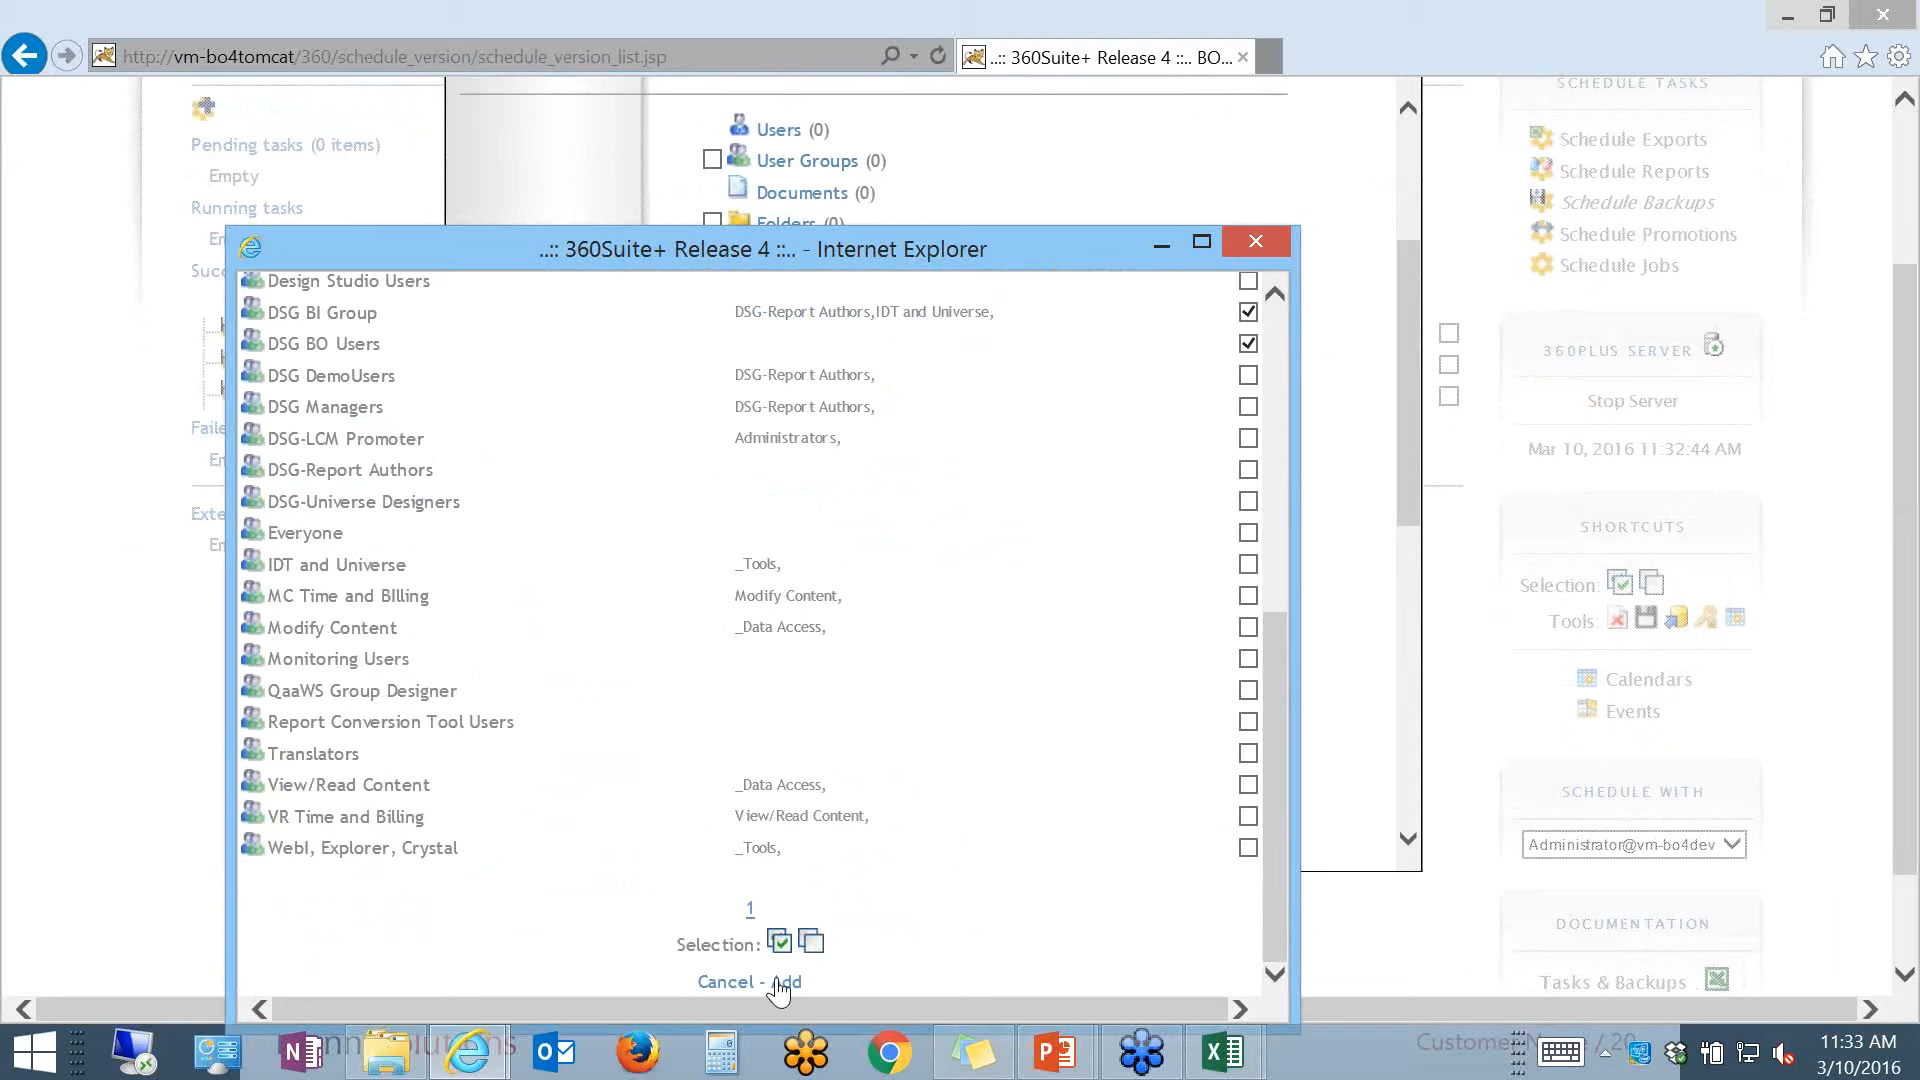 http://vm-bo4tomcat/360/schedule_version/schedule_version_list.jsp
..:: 360Suite+ Release 4 ::.. BO...
Pending tasks (0 items)
Empty
Running tasks
Users (0)
User Groups (0)
Documents (0)
Folders (0)
SCHEDULE TASKS
Schedule Exports
Schedule Reports
Schedule Backups
Schedule Promotions
Schedule Jobs
..:: 360Suite+ Release 4 ::.. - Internet Explorer
Design Studio Users
DSG BI Group DSG-Report Authors,IDT and Universe,
DSG BO Users
DSG DemoUsers DSG-Report Authors,
DSG Managers DSG-Report Authors,
DSG-LCM Promoter Administrators,
DSG-Report Authors
DSG-Universe Designers
Everyone
IDT and Universe _Tools,
MC Time and BIlling Modify Content,
Modify Content _Data Access,
Monitoring Users
QaaWS Group Designer
Report Conversion Tool Users
Translators
View/Read Content _Data Access,
VR Time and Billing View/Read Content,
WebI, Explorer, Crystal _Tools,
1
Selection:
Cancel - Add
360PLUS SERVER
Stop Server
Mar 10, 2016 11:32:44 AM
SHORTCUTS
Selection:
Tools:
Calendars
Events
SCHEDULE WITH
Administrator@vm-bo4dev
DOCUMENTATION
Tasks & Backups
11:33 AM
3/10/2016